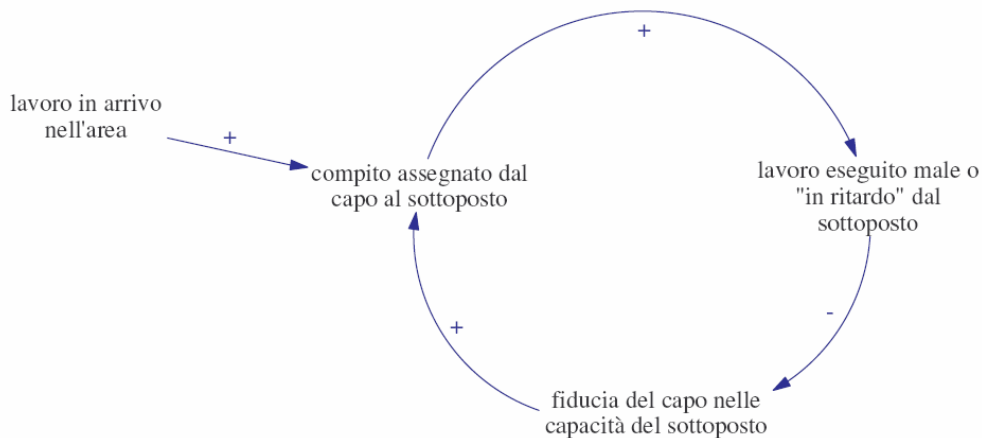 +
lavoro in arrivo
nell'area
+
compito assegnato dal
capo al sottoposto
lavoro eseguito male o
"in ritardo" dal
sottoposto
-
+
fiducia del capo nelle
capacità del sottoposto